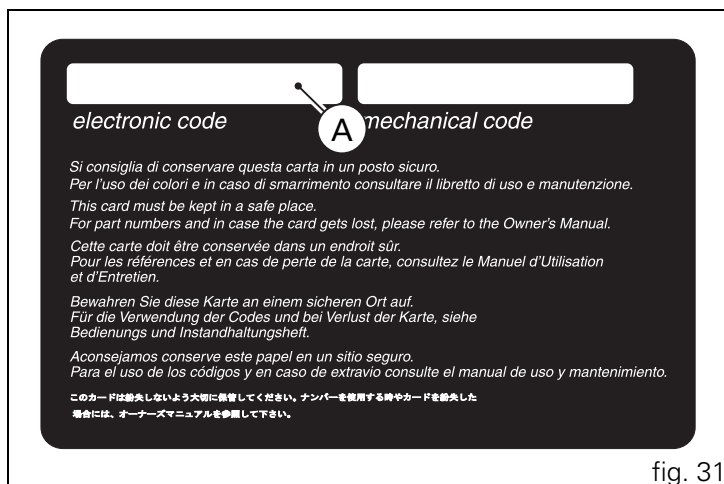 electronic code
mechanical code
A
Si consiglia di conservare questa carta in un posto sicuro.
Per l'uso dei colori e in caso di smarrimento consultare il libretto di uso e manutenzione.
This card must be kept in a safe place.
For part numbers and in case the card gets lost, please refer to the Owner's Manual.
Cette carte doit être conservée dans un endroit sûr.
Pour les références et en cas de perte de la carte, consultez le Manuel d'Utilisation
et d'Entretien.
Bewahren Sie diese Karte an einem sicheren Ort auf.
Für die Verwendung der Codes und bei Verlust der Karte, siehe
Bedienungs und Instandhaltungsheft.
Aconsejamos conserve este papel en un sitio seguro.
Para el uso de los códigos y en caso de extravio consulte el manual de uso y mantenimiento.
このカードは紛失しないよう大切に保管してください。ナンバーを使用する時やカードを紛失した
場合には、オーナーズマニュアルを参照して下さい。
fig. 31